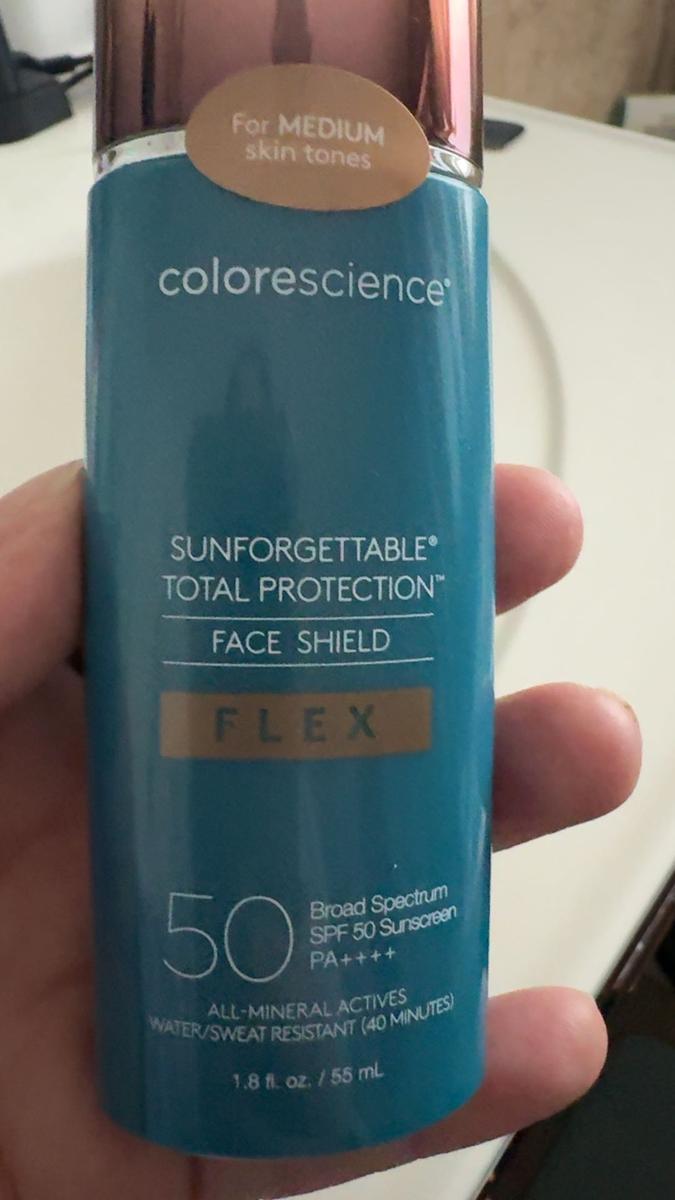 For MEDIUM
skin tones
colorescience®
SUNFORGETTABLE®
TOTAL PROTECTION™
FACE SHIELD
FLEX
50
Broad Spectrum
SPF 50 Sunscreen
PA++++
ALL-MINERAL ACTIVES
WATER/SWEAT RESISTANT (40 MINUTES)
1.8 fl. oz. / 55 mL